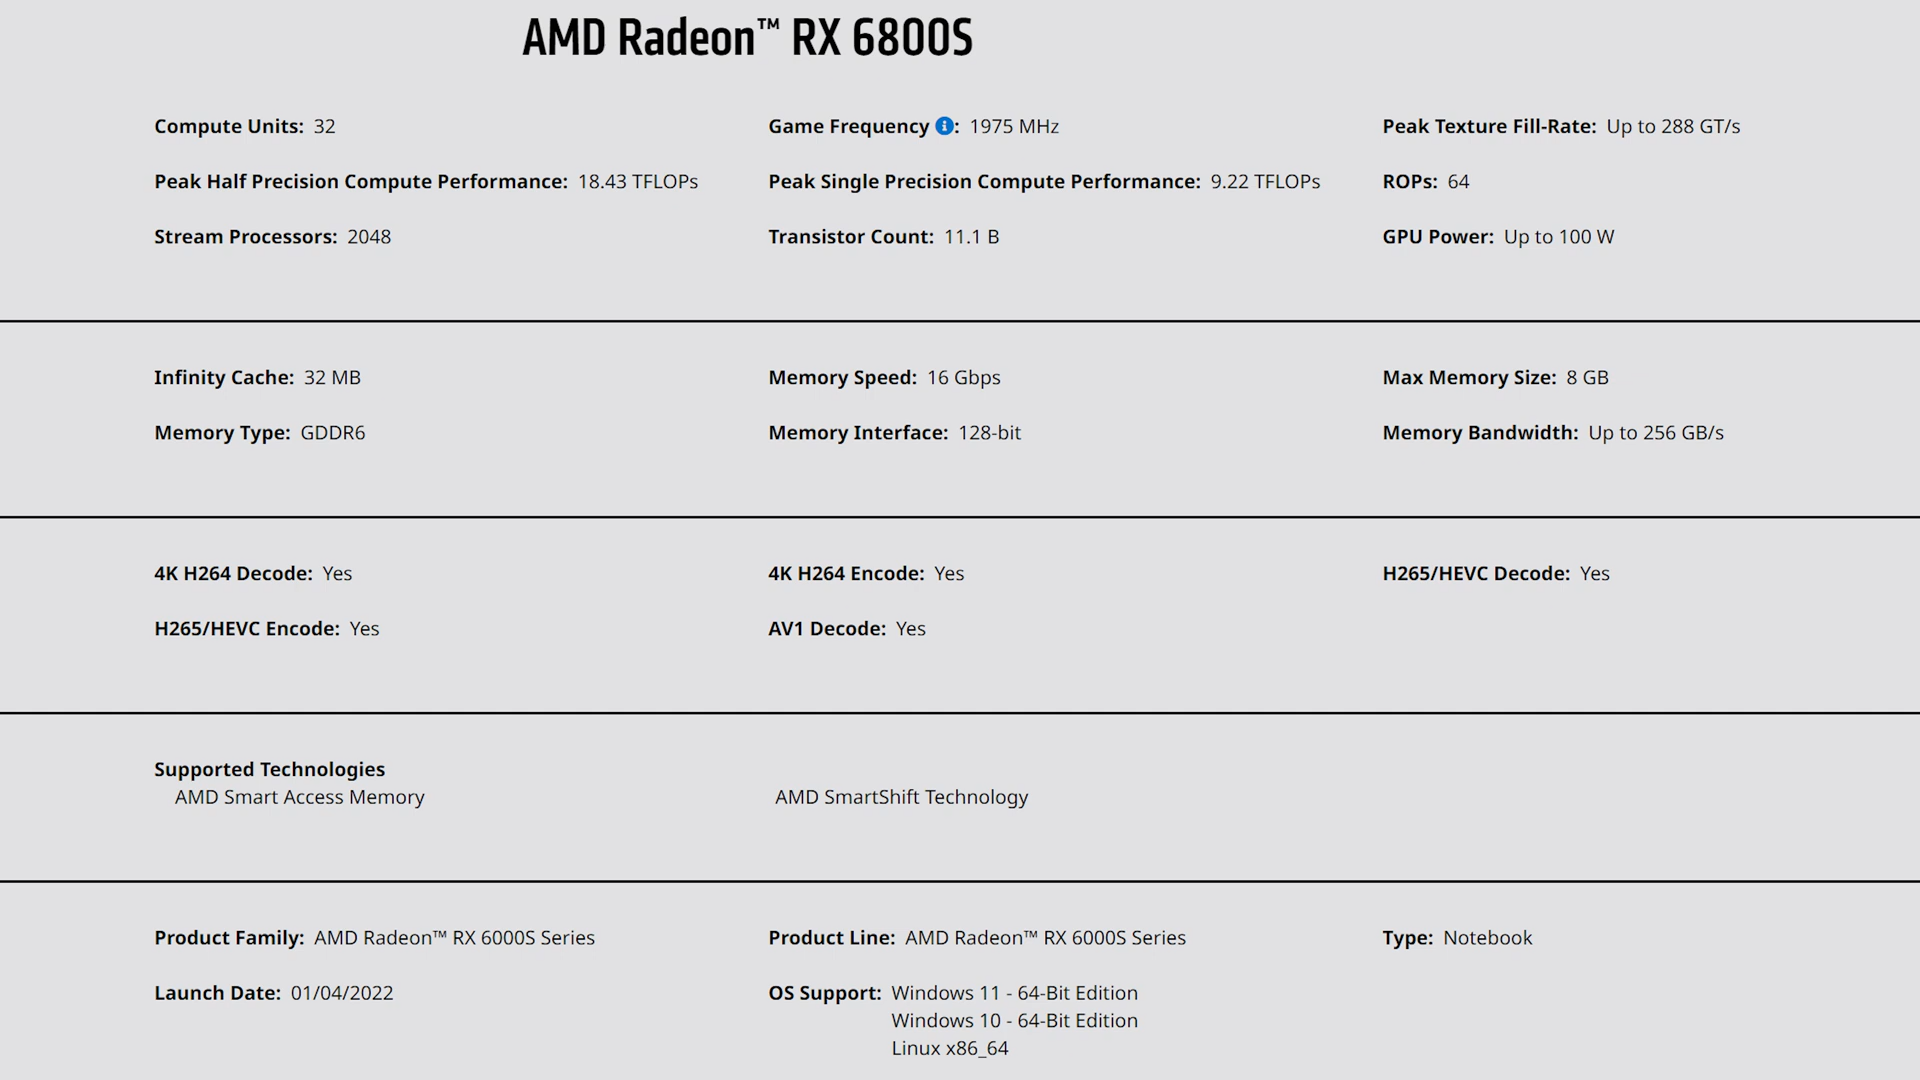 AMD Radeon™ RX 6800S
Compute Units: 32
Game Frequency : 1975 MHz
Peak Texture Fill-Rate: Up to 288 GT/s
Peak Half Precision Compute Performance: 18.43 TFLOPs
Peak Single Precision Compute Performance: 9.22 TFLOPs
ROPs: 64
Stream Processors: 2048
Transistor Count: 11.1 B
GPU Power: Up to 100 W
Infinity Cache: 32 MB
Memory Speed: 16 Gbps
Max Memory Size: 8 GB
Memory Type: GDDR6
Memory Interface: 128-bit
Memory Bandwidth: Up to 256 GB/s
4K H264 Decode: Yes
4K H264 Encode: Yes
H265/HEVC Decode: Yes
H265/HEVC Encode: Yes
AV1 Decode: Yes
Supported Technologies
AMD Smart Access Memory
AMD SmartShift Technology
Product Family: AMD Radeon™ RX 6000S Series
Product Line: AMD Radeon™ RX 6000S Series
Type: Notebook
Launch Date: 01/04/2022
OS Support: Windows 11 - 64-Bit Edition
Windows 10 - 64-Bit Edition
Linux x86_64